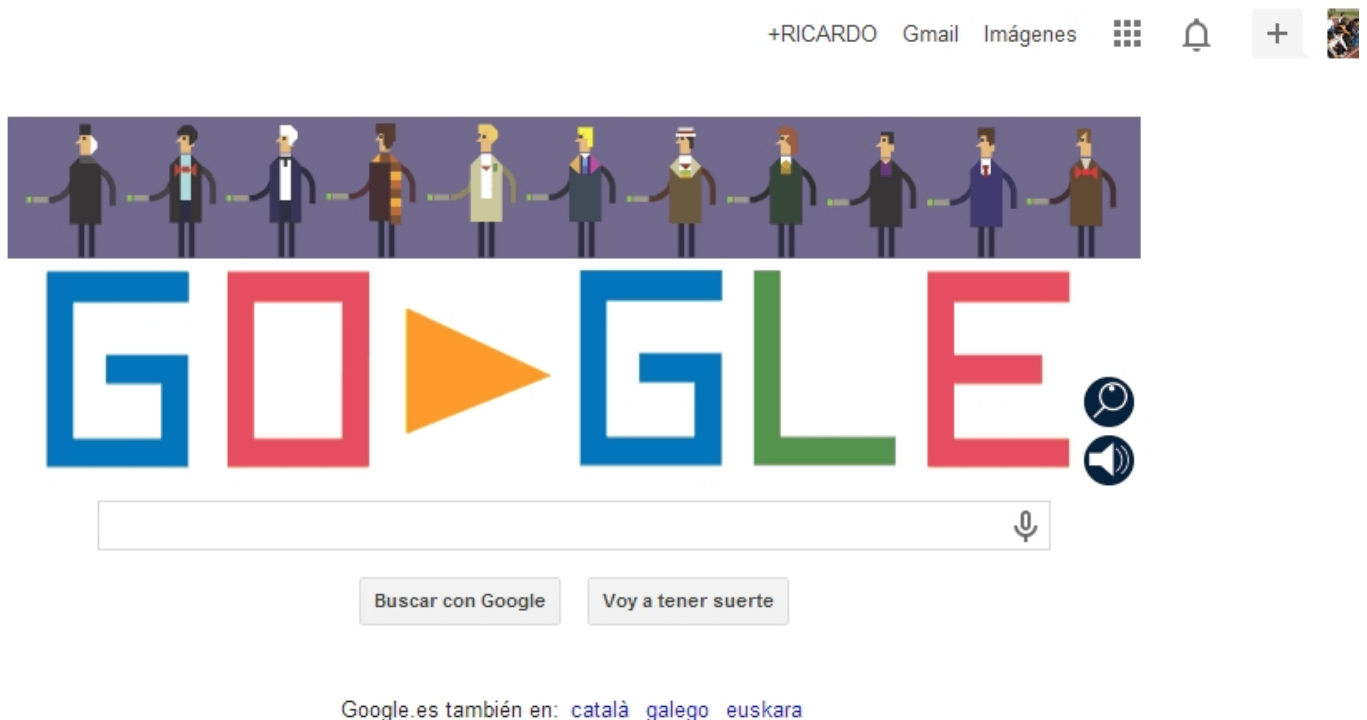 +RICARDO Gmail Imágenes
GO GLE
Buscar con Google Voy a tener suerte
Google.es también en: català galego euskara